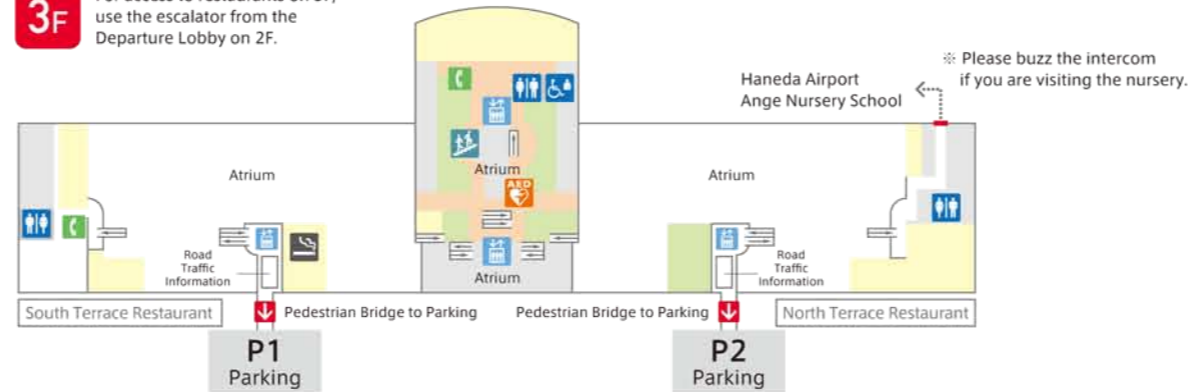 3F
use the escalator from the
Departure Lobby on 2F.
※ Please buzz the intercom
if you are visiting the nursery.
Haneda Airport
Ange Nursery School
Atrium
Atrium
Atrium
AED
Road
Traffic
Information
Atrium
Road
Traffic
Information
South Terrace Restaurant
Pedestrian Bridge to Parking
Pedestrian Bridge to Parking
North Terrace Restaurant
P1
Parking
P2
Parking